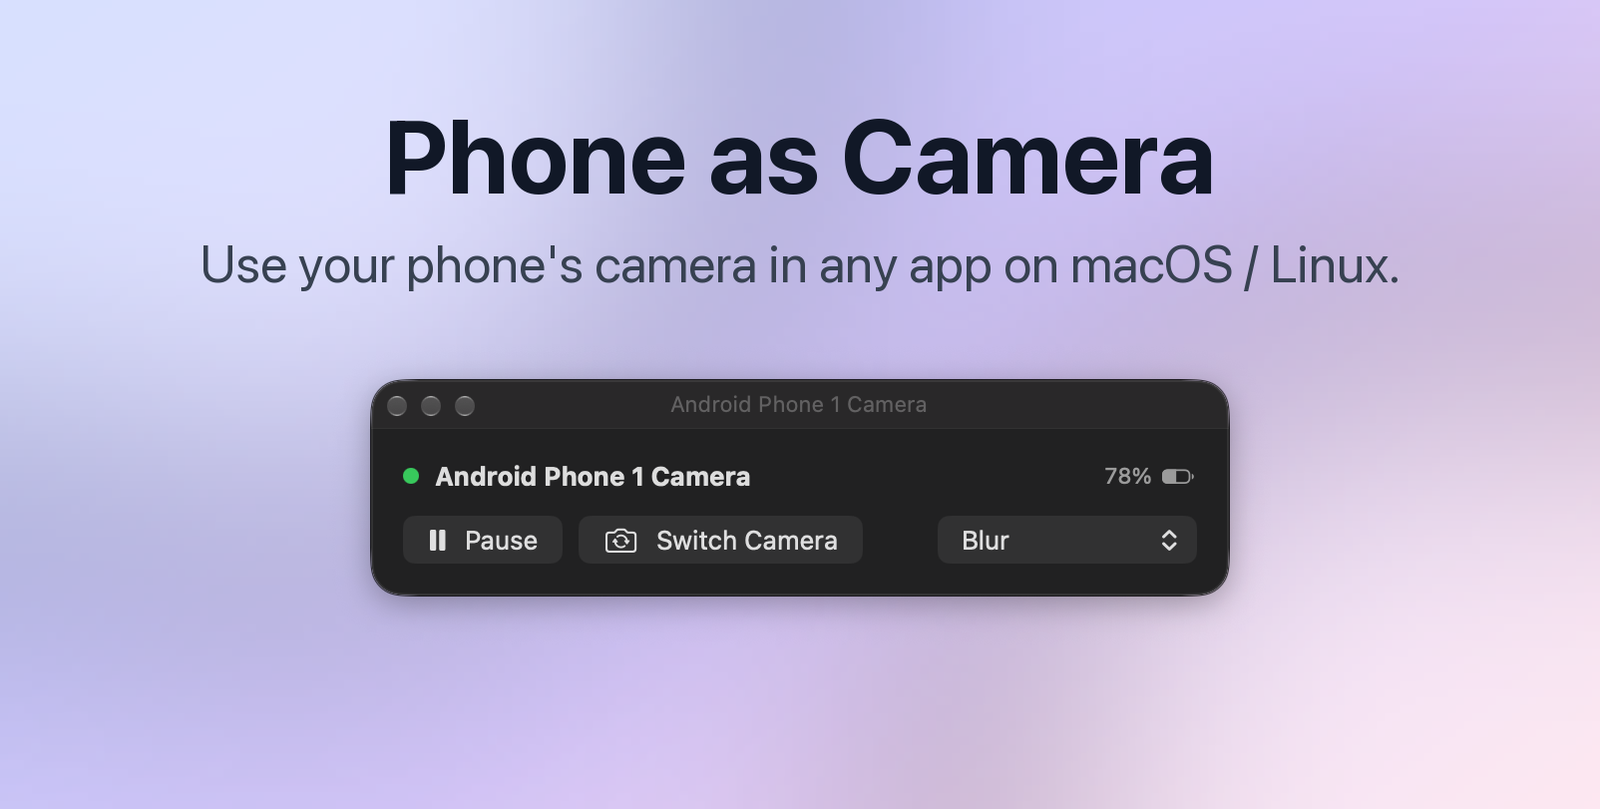 Phone as Camera
Use your phone's camera in any app on macOS / Linux.
Android Phone 1 Camera
Android Phone 1 Camera 78%
Pause Switch Camera Blur